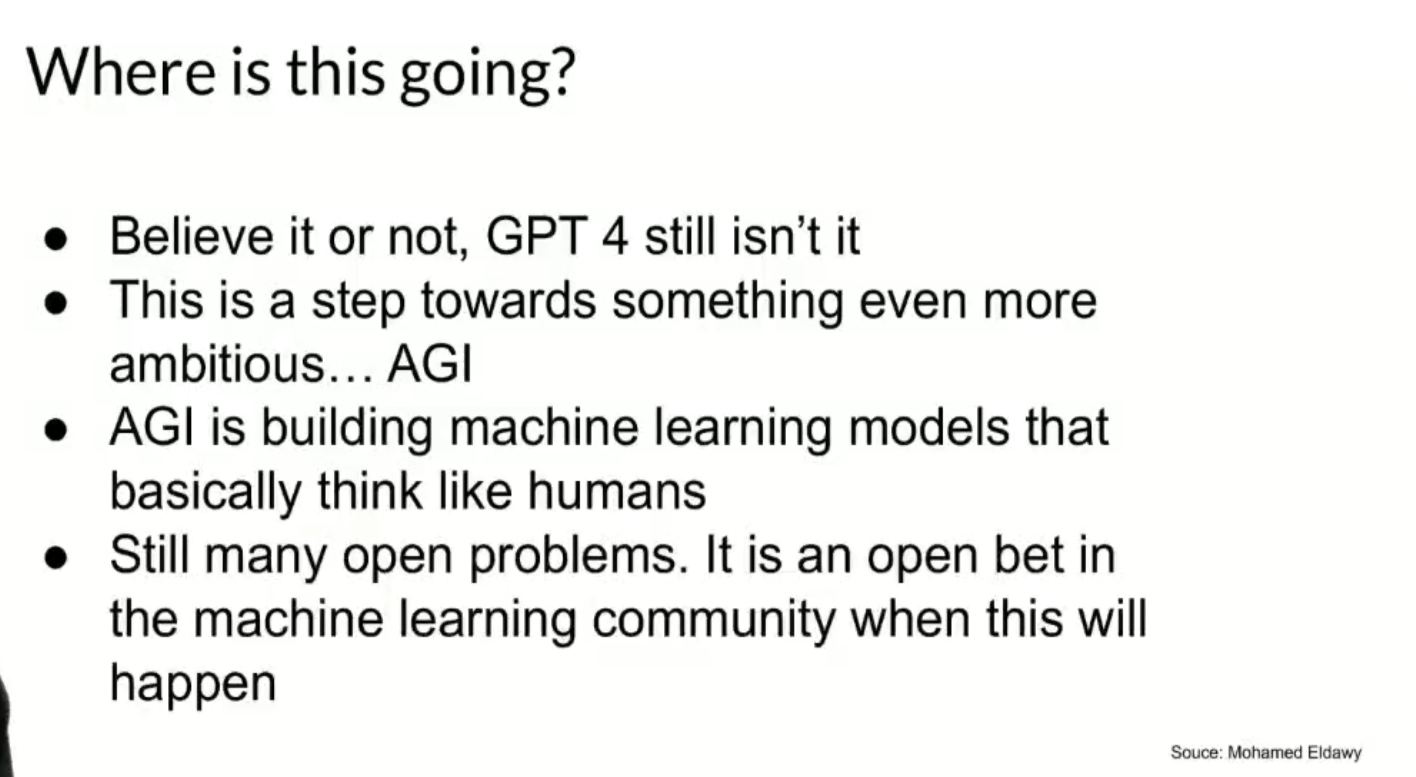 Where is this going?
● Believe it or not, GPT 4 still isn't it
● This is a step towards something even more
ambitious… AGI
● AGI is building machine learning models that
basically think like humans
● Still many open problems. It is an open bet in
the machine learning community when this will
happen
Souce: Mohamed Eldawy